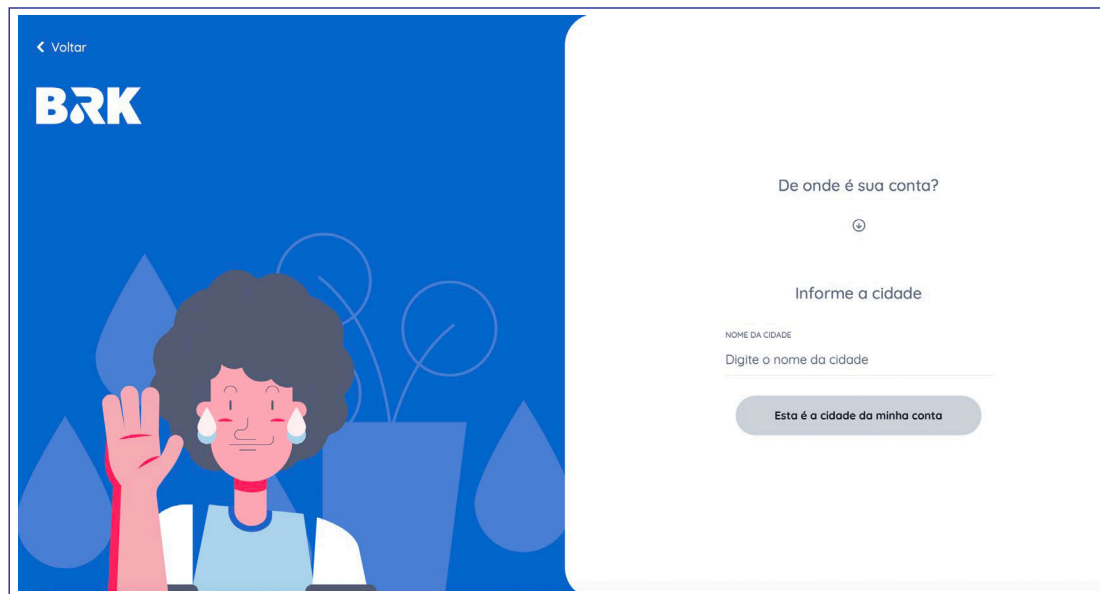 Voltar
BRK
De onde é sua conta?
Informe a cidade
NOME DA CIDADE
Digite o nome da cidade
Esta é a cidade da minha conta